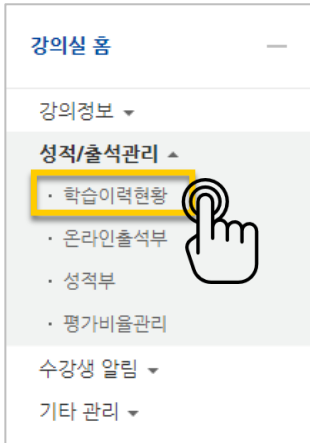 강의실 홈
강의정보
성적/출석관리
· 학습이력현황
· 온라인출석부
· 성적부
· 평가비율관리
수강생 알림
기타 관리